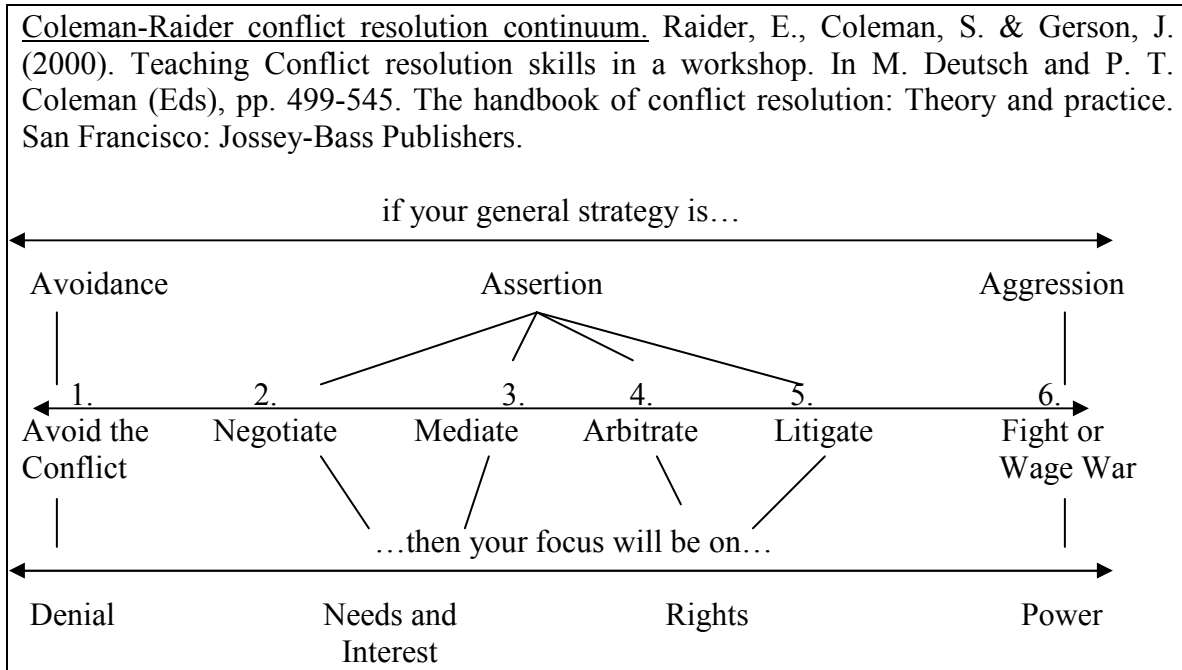 Coleman-Raider conflict resolution continuum. Raider, E., Coleman, S. & Gerson, J.
(2000). Teaching Conflict resolution skills in a workshop. In M. Deutsch and P. T.
Coleman (Eds), pp. 499-545. The handbook of conflict resolution: Theory and practice.
San Francisco: Jossey-Bass Publishers.
if your general strategy is…
Avoidance Assertion Aggression
1. 2. 3. 4. 5. 6.
Avoid the Negotiate Mediate Arbitrate Litigate Fight or
Conflict Wage War
…then your focus will be on…
Denial Needs and Rights Power
Interest